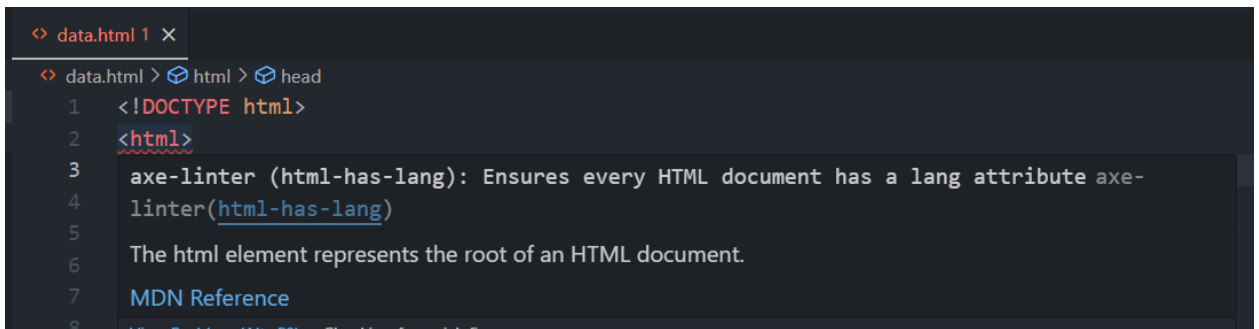 <> data.html 1 ×
<> data.html > html > head
1 <!DOCTYPE html>
2 <html>
3 axe-linter (html-has-lang): Ensures every HTML document has a lang attribute axe-
4 linter(html-has-lang)
5
6 The html element represents the root of an HTML document.
7 MDN Reference
8